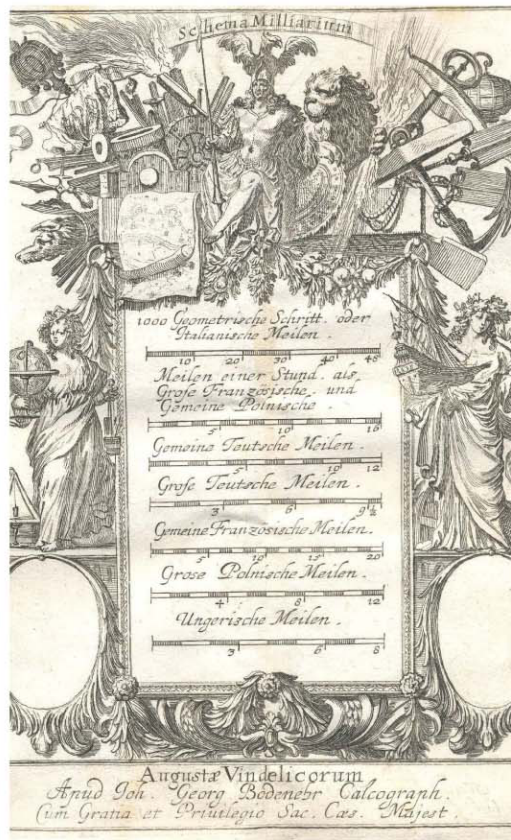 Schema Milliarium
1000 Geometrische Schritt. oder
Italianische Meilen.
10 20 30 40 48
Meilen einer Stund. als
Große Französische. und
Gemeine Polnische.
5 10 16
Gemeine Teutsche Meilen.
5 10 12
Große Teutsche Meilen.
3 6 9½
Gemeine Französische Meilen.
5 10 15 20
Grose Polnische Meilen.
4 8 12
Ungerische Meilen.
3 6 8
Augustæ Vindelicorum
Apud Joh. Georg Bodenehr Calcograph.
Cum Gratia et Privilegio Sac. Cæs. Majest.